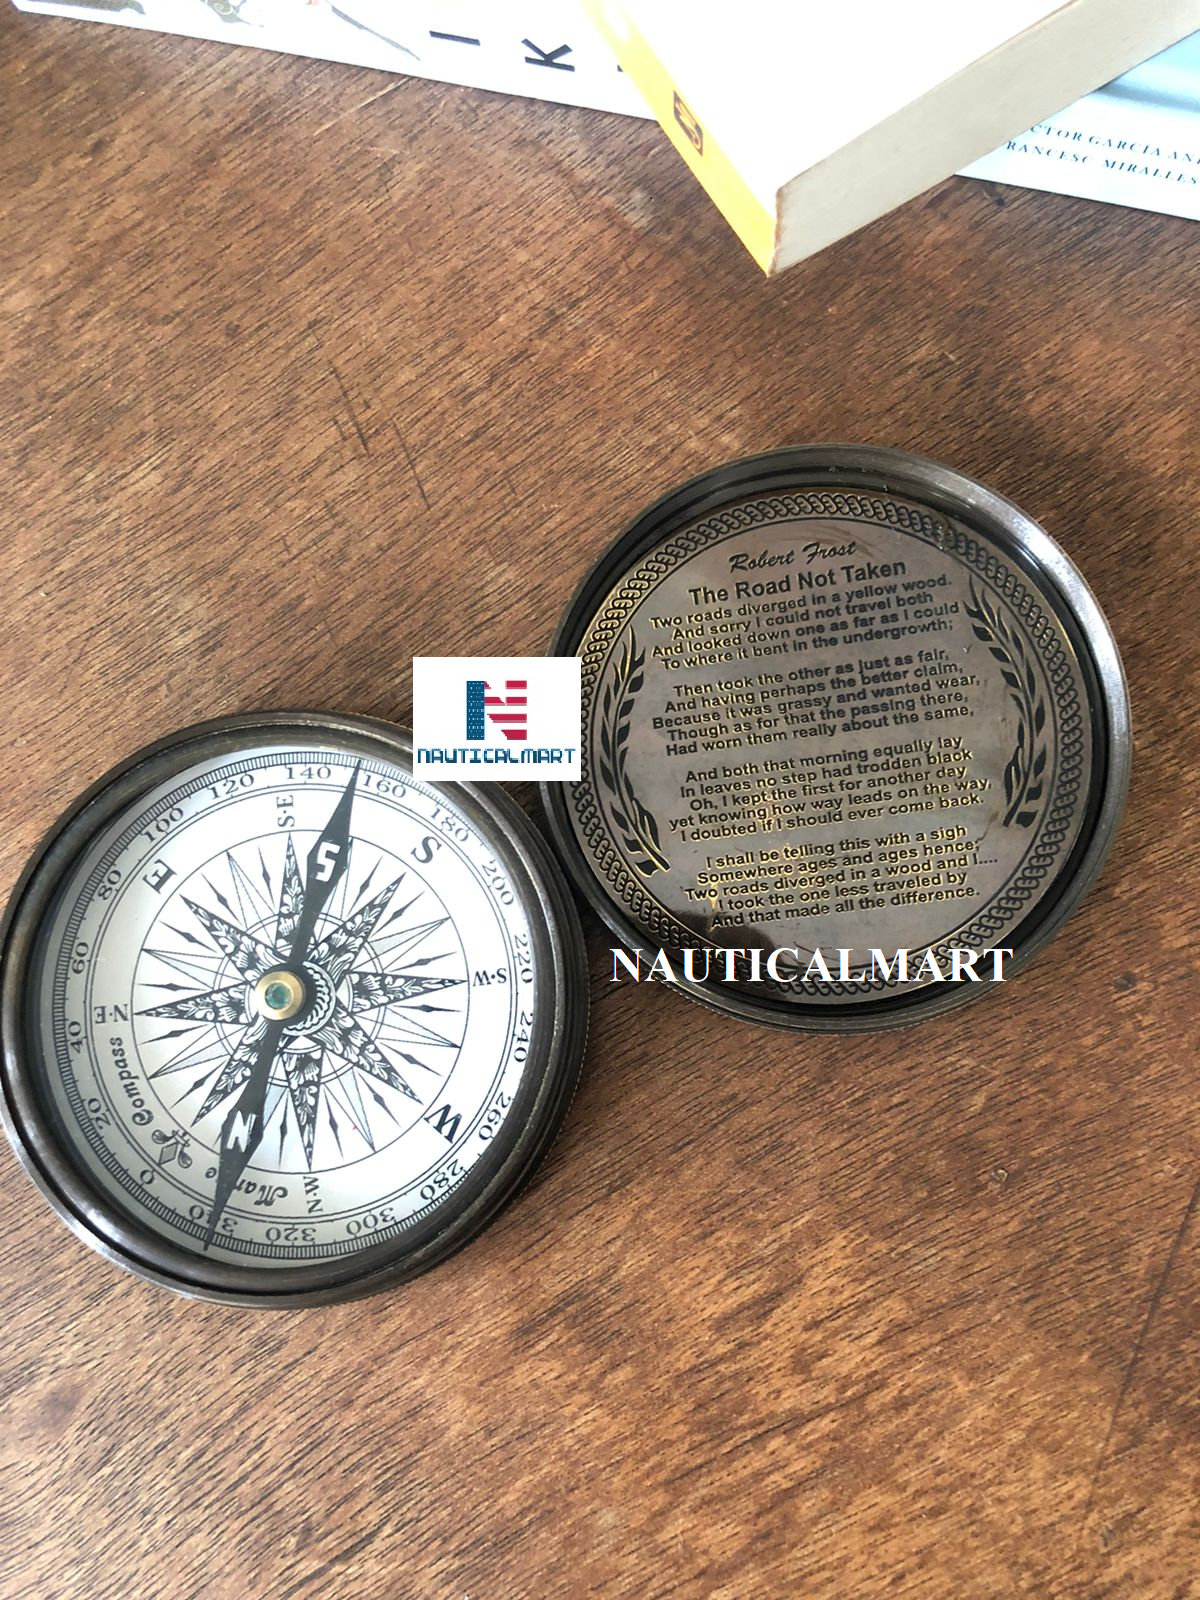 I
K
CTOR GARCÍA AN
RANCESC MIRALLES
Robert Frost
The Road Not Taken
Two roads diverged in a yellow wood.
And sorry I could not travel both
And looked down one as far as I could
To where it bent in the undergrowth;
Then took the other as just as fair,
And having perhaps the better claim,
Because it was grassy and wanted wear,
Though as for that the passing there,
Had worn them really about the same,
And both that morning equally lay
In leaves no step had trodden black
Oh, I kept the first for another day
yet knowing how way leads on the way,
I doubted if I should ever come back.
I shall be telling this with a sigh
Somewhere ages and ages hence;
Two roads diverged in a wood and I....
I took the one less traveled by
And that made all the difference.
NAUTICALMART
NAUTICALMART
0
20
40
60
80
100
120
140
160
180
200
220
240
260
280
300
320
E
SE
S
S·W
W
N·W
N·E
S
N
Compass